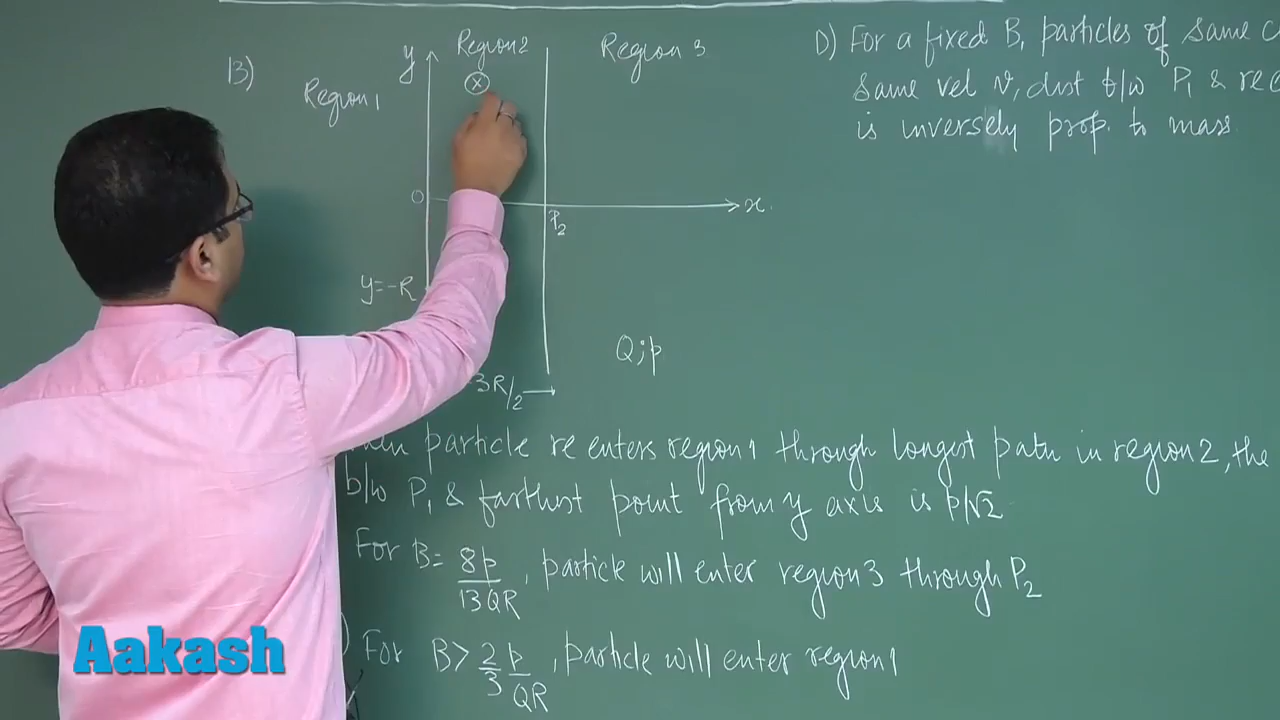 13)
Region 1
y
Region 2
Region 3
0
P2
x
y=-R
3R/2
Q; p
D) For a fixed B, particles of same
same vel v, dist b/w P1 &
is inversely prop. to mass.
particle re enters region 1 through longest path in region 2, the
b/w P1 & farthest point from y axis is p/√2
For B= 8p/13QR, particle will enter region 3 through P2
) For B> 2/3 p/QR, particle will enter region 1
Aakash